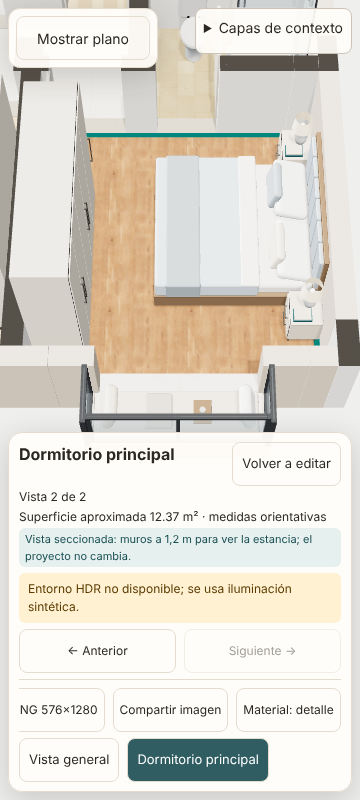 Mostrar plano
▶ Capas de contexto
Dormitorio principal
Volver a editar
Vista 2 de 2
Superficie aproximada 12.37 m² · medidas orientativas
Vista seccionada: muros a 1,2 m para ver la estancia; el
proyecto no cambia.
Entorno HDR no disponible; se usa iluminación
sintética.
← Anterior
Siguiente →
NG 576×1280
Compartir imagen
Material: detalle
Vista general
Dormitorio principal